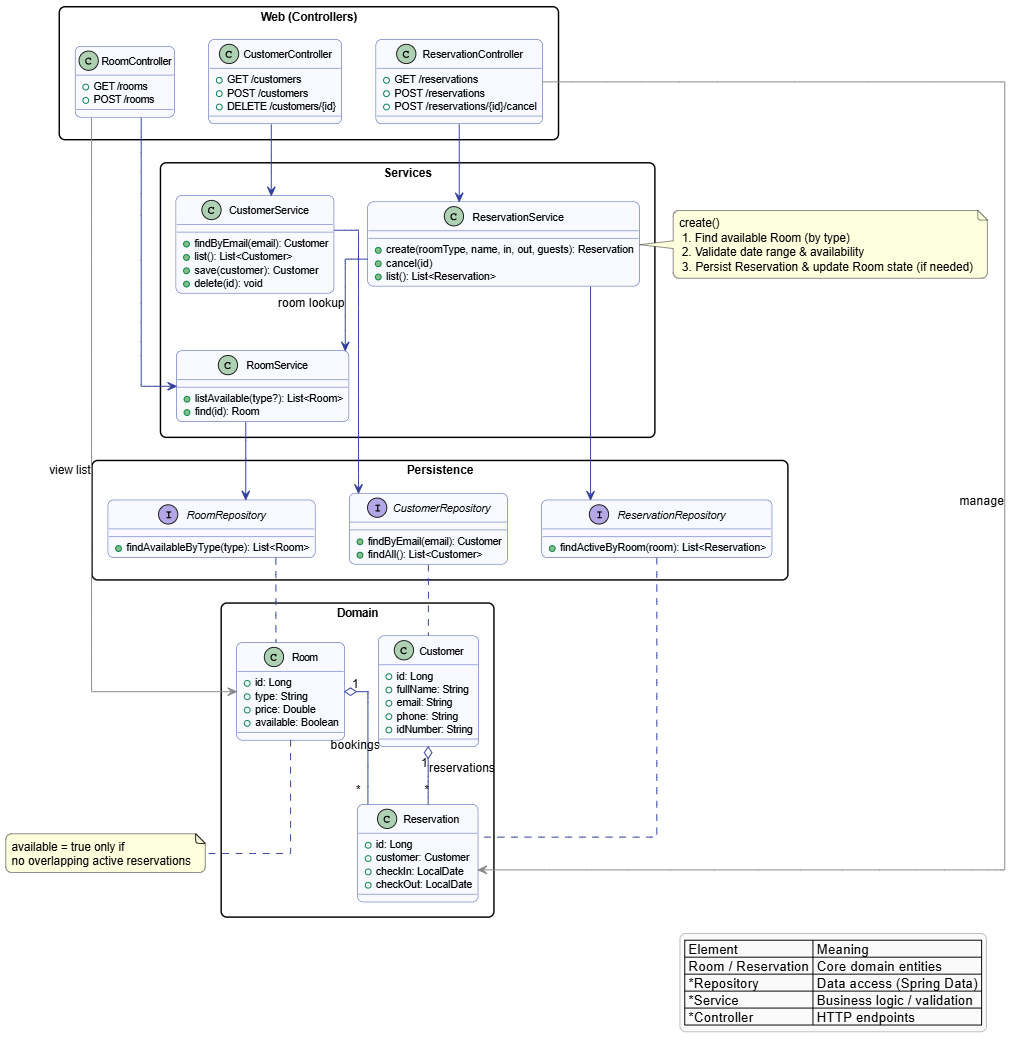 Web (Controllers)
C RoomController
GET /rooms
POST /rooms
C CustomerController
GET /customers
POST /customers
DELETE /customers/{id}
C ReservationController
GET /reservations
POST /reservations
POST /reservations/{id}/cancel
Services
C CustomerService
findByEmail(email): Customer
list(): List<Customer>
save(customer): Customer
delete(id): void
C ReservationService
create(roomType, name, in, out, guests): Reservation
cancel(id)
list(): List<Reservation>
create()
1. Find available Room (by type)
2. Validate date range & availability
3. Persist Reservation & update Room state (if needed)
room lookup
C RoomService
listAvailable(type?): List<Room>
find(id): Room
view list
manage
Persistence
I RoomRepository
findAvailableByType(type): List<Room>
I CustomerRepository
findByEmail(email): Customer
findAll(): List<Customer>
I ReservationRepository
findActiveByRoom(room): List<Reservation>
Domain
C Room
id: Long
type: String
price: Double
available: Boolean
C Customer
id: Long
fullName: String
email: String
phone: String
idNumber: String
1
bookings
*
1
reservations
*
C Reservation
id: Long
customer: Customer
checkIn: LocalDate
checkOut: LocalDate
available = true only if
no overlapping active reservations
Element Meaning
Room / Reservation Core domain entities
*Repository Data access (Spring Data)
*Service Business logic / validation
*Controller HTTP endpoints